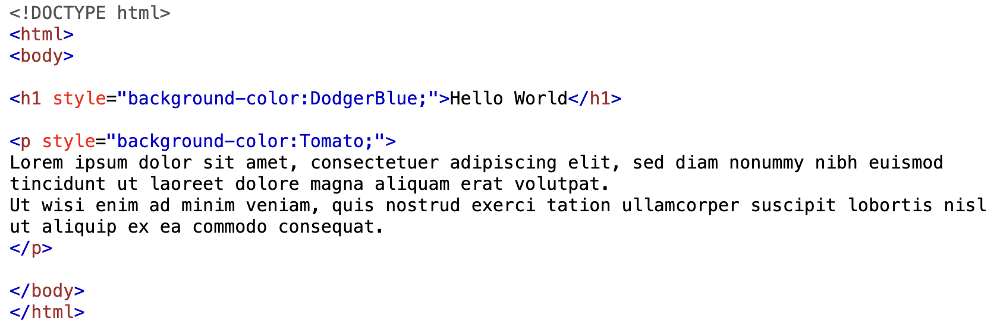 <!DOCTYPE html>
<html>
<body>

<h1 style="background-color:DodgerBlue;">Hello World</h1>

<p style="background-color:Tomato;">
Lorem ipsum dolor sit amet, consectetuer adipiscing elit, sed diam nonummy nibh euismod
tincidunt ut laoreet dolore magna aliquam erat volutpat.
Ut wisi enim ad minim veniam, quis nostrud exerci tation ullamcorper suscipit lobortis nisl
ut aliquip ex ea commodo consequat.
</p>

</body>
</html>